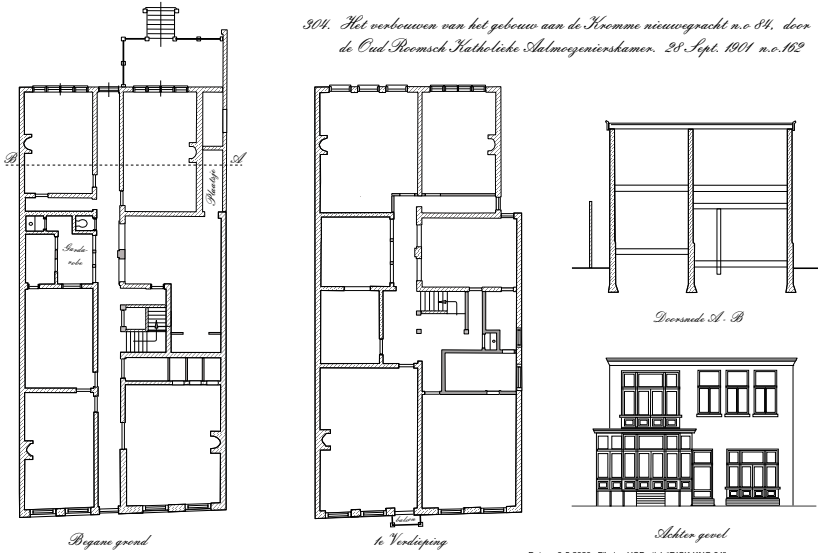 304. Het verbouwen van het gebouw aan de Kromme nieuwegracht n.o 84, door
de Oud Roomsch Katholieke Aalmoezenierskamer. 28 Sept. 1901 n.o.162
B
A
Plaatsje
Garde-
robe
Doorsnede A - B
balcon
Begane grond
1e Verdieping
Achter gevel